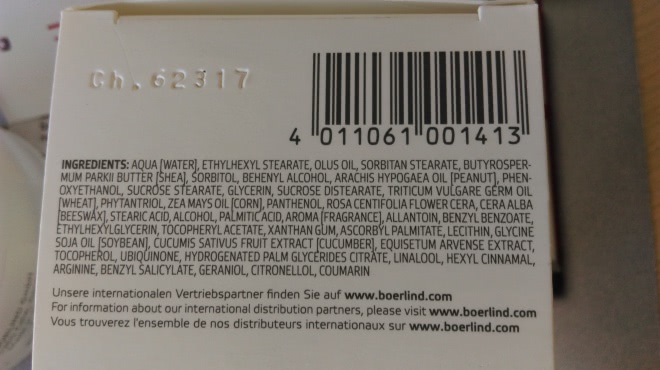 Ch. 62317
4 011061 001413
INGREDIENTS: AQUA [WATER], ETHYLHEXYL STEARATE, OLUS OIL, SORBITAN STEARATE, BUTYROSPER-
MUM PARKII BUTTER [SHEA], SORBITOL, BEHENYL ALCOHOL, ARACHIS HYPOGAEA OIL [PEANUT], PHEN-
OXYETHANOL, SUCROSE STEARATE, GLYCERIN, SUCROSE DISTEARATE, TRITICUM VULGARE GERM OIL
[WHEAT], PHYTANTRIOL, ZEA MAYS OIL [CORN], PANTHENOL, ROSA CENTIFOLIA FLOWER CERA, CERA ALBA
[BEESWAX], STEARIC ACID, ALCOHOL, PALMITIC ACID, AROMA [FRAGRANCE], ALLANTOIN, BENZYL BENZOATE,
ETHYLHEXYLGLYCERIN, TOCOPHERYL ACETATE, XANTHAN GUM, ASCORBYL PALMITATE, LECITHIN, GLYCINE
SOJA OIL [SOYBEAN], CUCUMIS SATIVUS FRUIT EXTRACT [CUCUMBER], EQUISETUM ARVENSE EXTRACT,
TOCOPHEROL, UBIQUINONE, HYDROGENATED PALM GLYCERIDES CITRATE, LINALOOL, HEXYL CINNAMAL,
ARGININE, BENZYL SALICYLATE, GERANIOL, CITRONELLOL, COUMARIN
Unsere internationalen Vertriebspartner finden Sie auf www.boerlind.com
For information about our international distribution partners, please visit www.boerlind.com
Vous trouverez l'ensemble de nos distributeurs internationaux sur www.boerlind.com